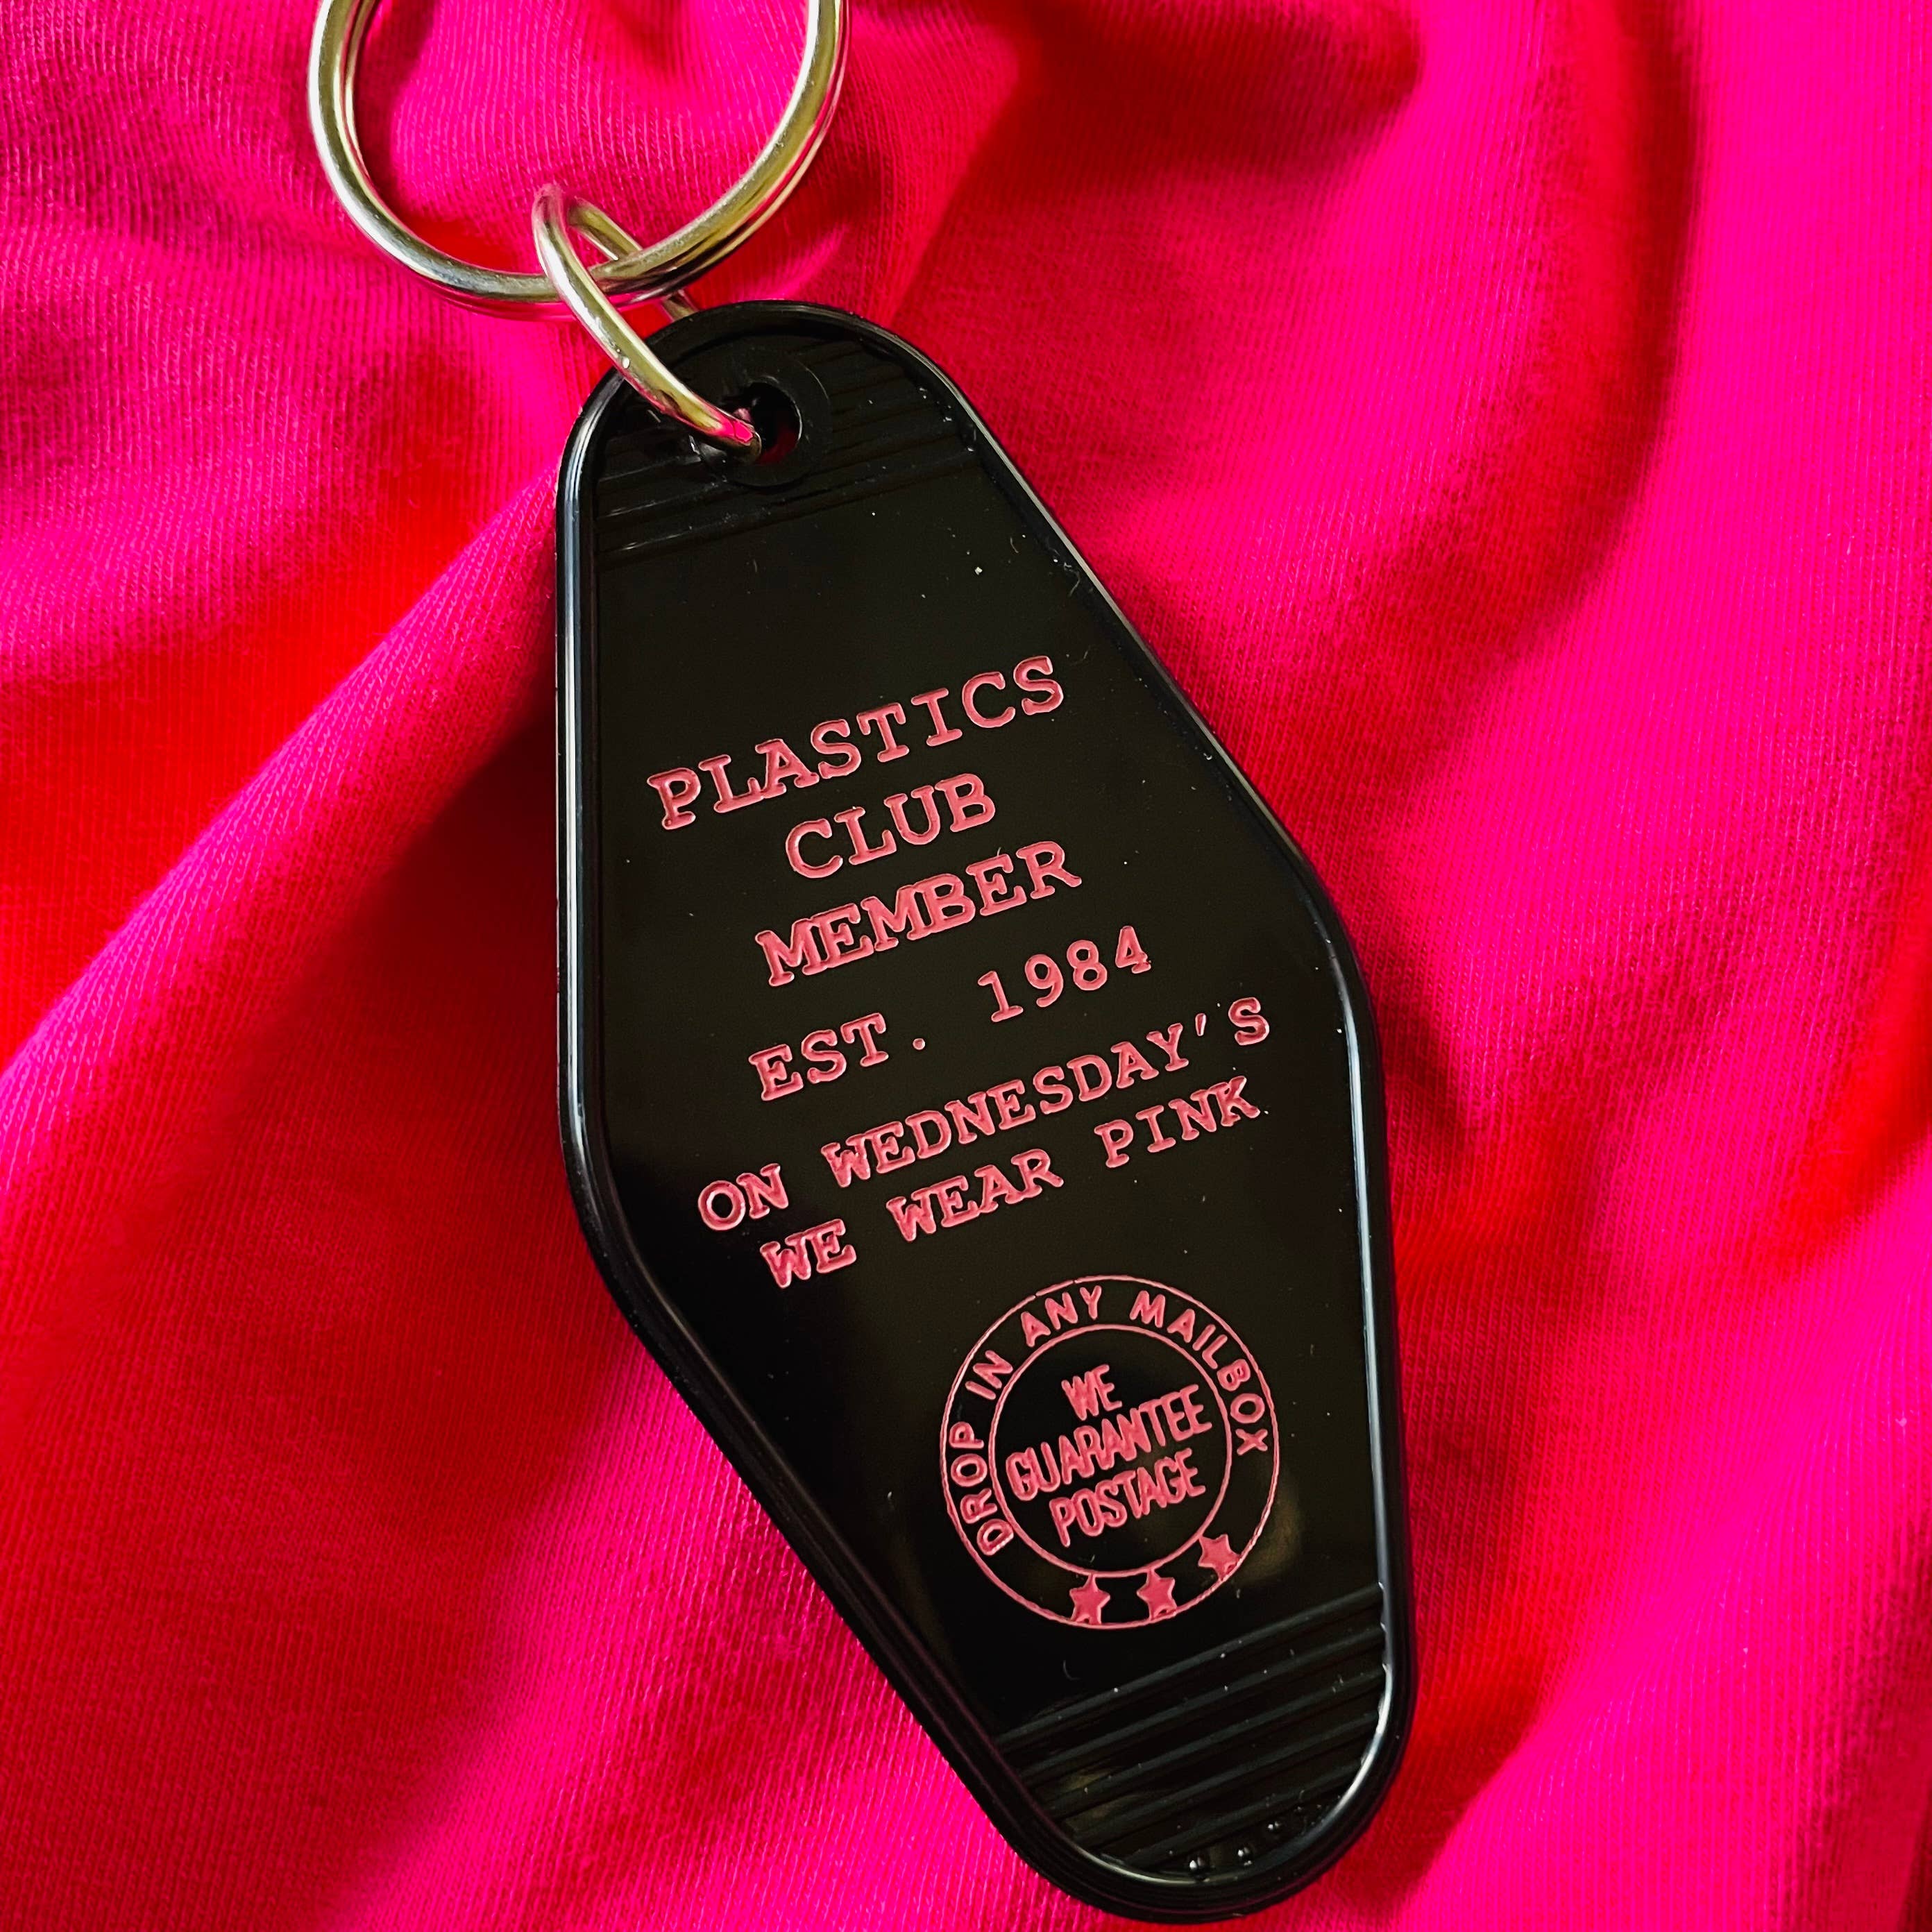 PLASTICS
CLUB
MEMBER
EST. 1984
ON WEDNESDAY'S
WE WEAR PINK
DROP IN ANY MAILBOX
WE
GUARANTEE
POSTAGE